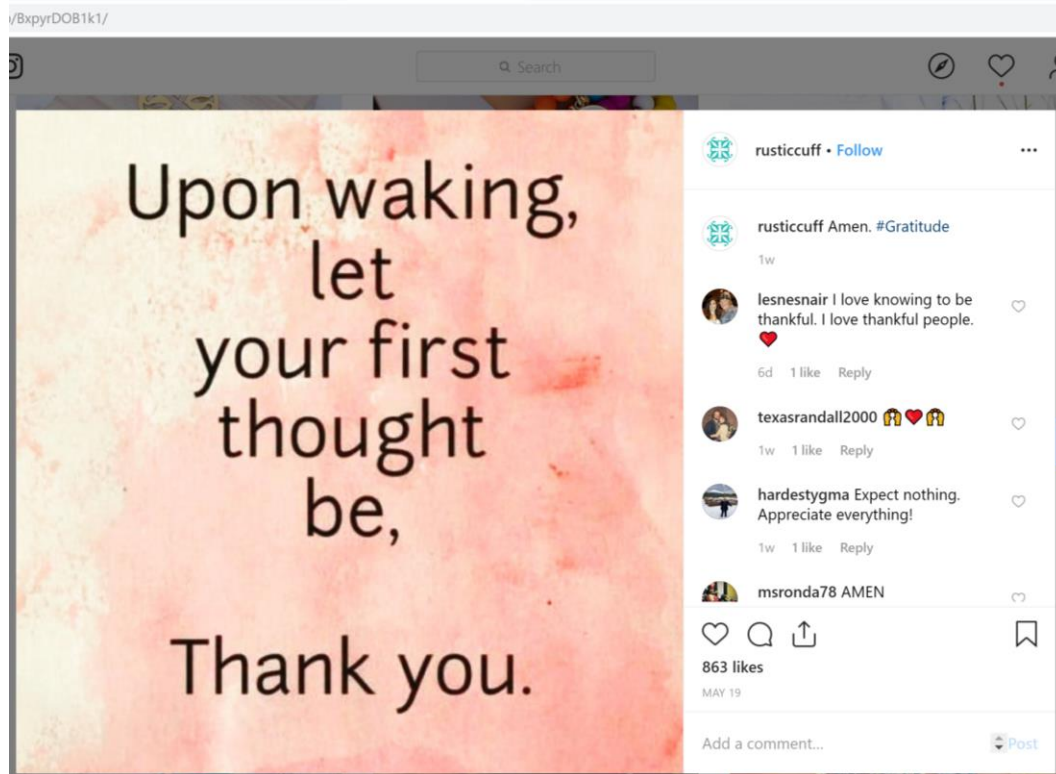 /BxpyrDOB1k1/
Search
Upon waking,
let
your first
thought
be,
Thank you.
rusticcuff • Follow
rusticcuff Amen. #Gratitude
1w
lesnesnair I love knowing to be
thankful. I love thankful people.
❤️
6d 1 like Reply
texasrandall2000 🙌❤️🙌
1w 1 like Reply
hardestygma Expect nothing.
Appreciate everything!
1w 1 like Reply
msronda78 AMEN
863 likes
MAY 19
Add a comment...
Post